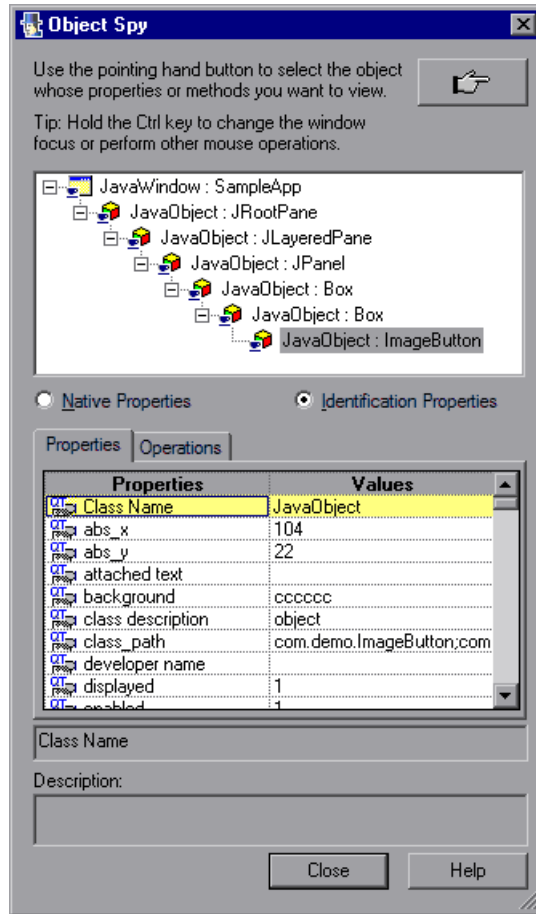 Object Spy
Use the pointing hand button to select the object
whose properties or methods you want to view.
Tip: Hold the Ctrl key to change the window
focus or perform other mouse operations.
JavaWindow : SampleApp
JavaObject : JRootPane
JavaObject : JLayeredPane
JavaObject : JPanel
JavaObject : Box
JavaObject : Box
JavaObject : ImageButton
Native Properties Identification Properties
Properties Operations
Properties Values
Class Name JavaObject
abs_x 104
abs_y 22
attached text
background cccccc
class description object
class_path com.demo.ImageButton;com
developer name
displayed 1
enabled 1
Class Name
Description:
Close Help